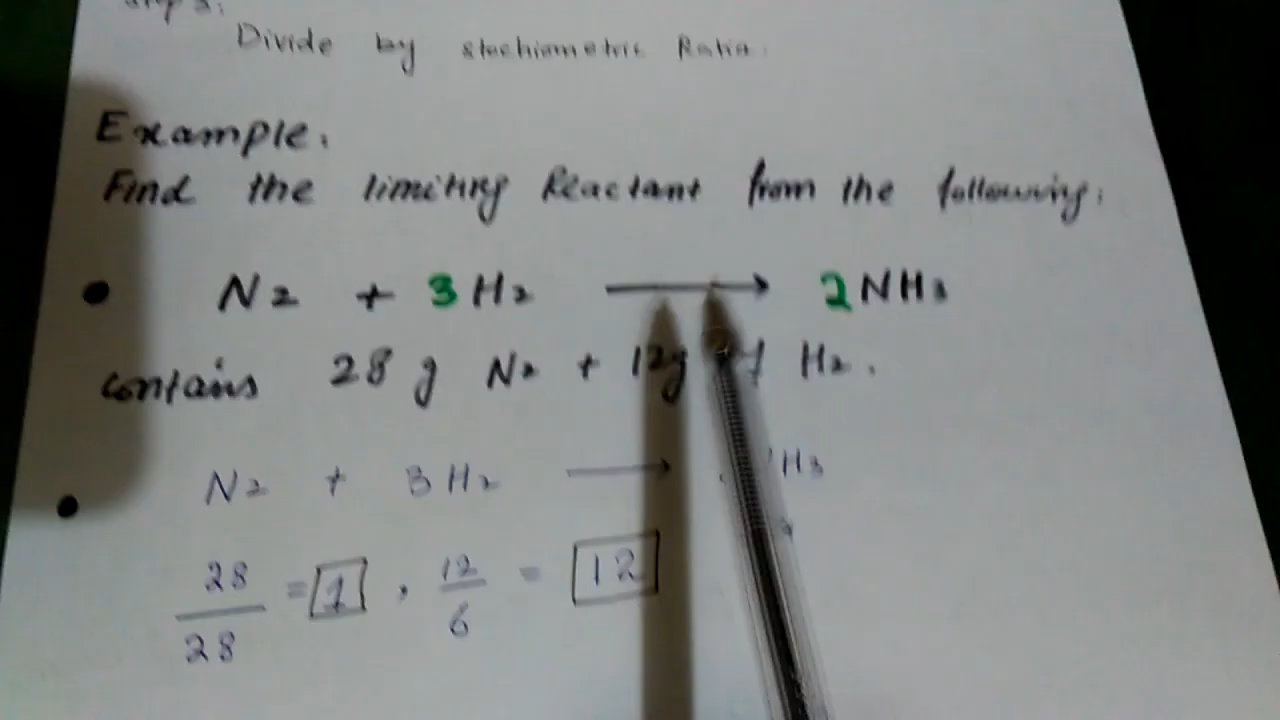 Divide by stochiometric Ratio.
Example:
Find the limiting Reactant from the following:
• N2 + 3H2 → 2NH3
contains 28 g N2 + 12g H2.
• N2 + 3H2 → H3
28/28 = 1, 12/6 = 12